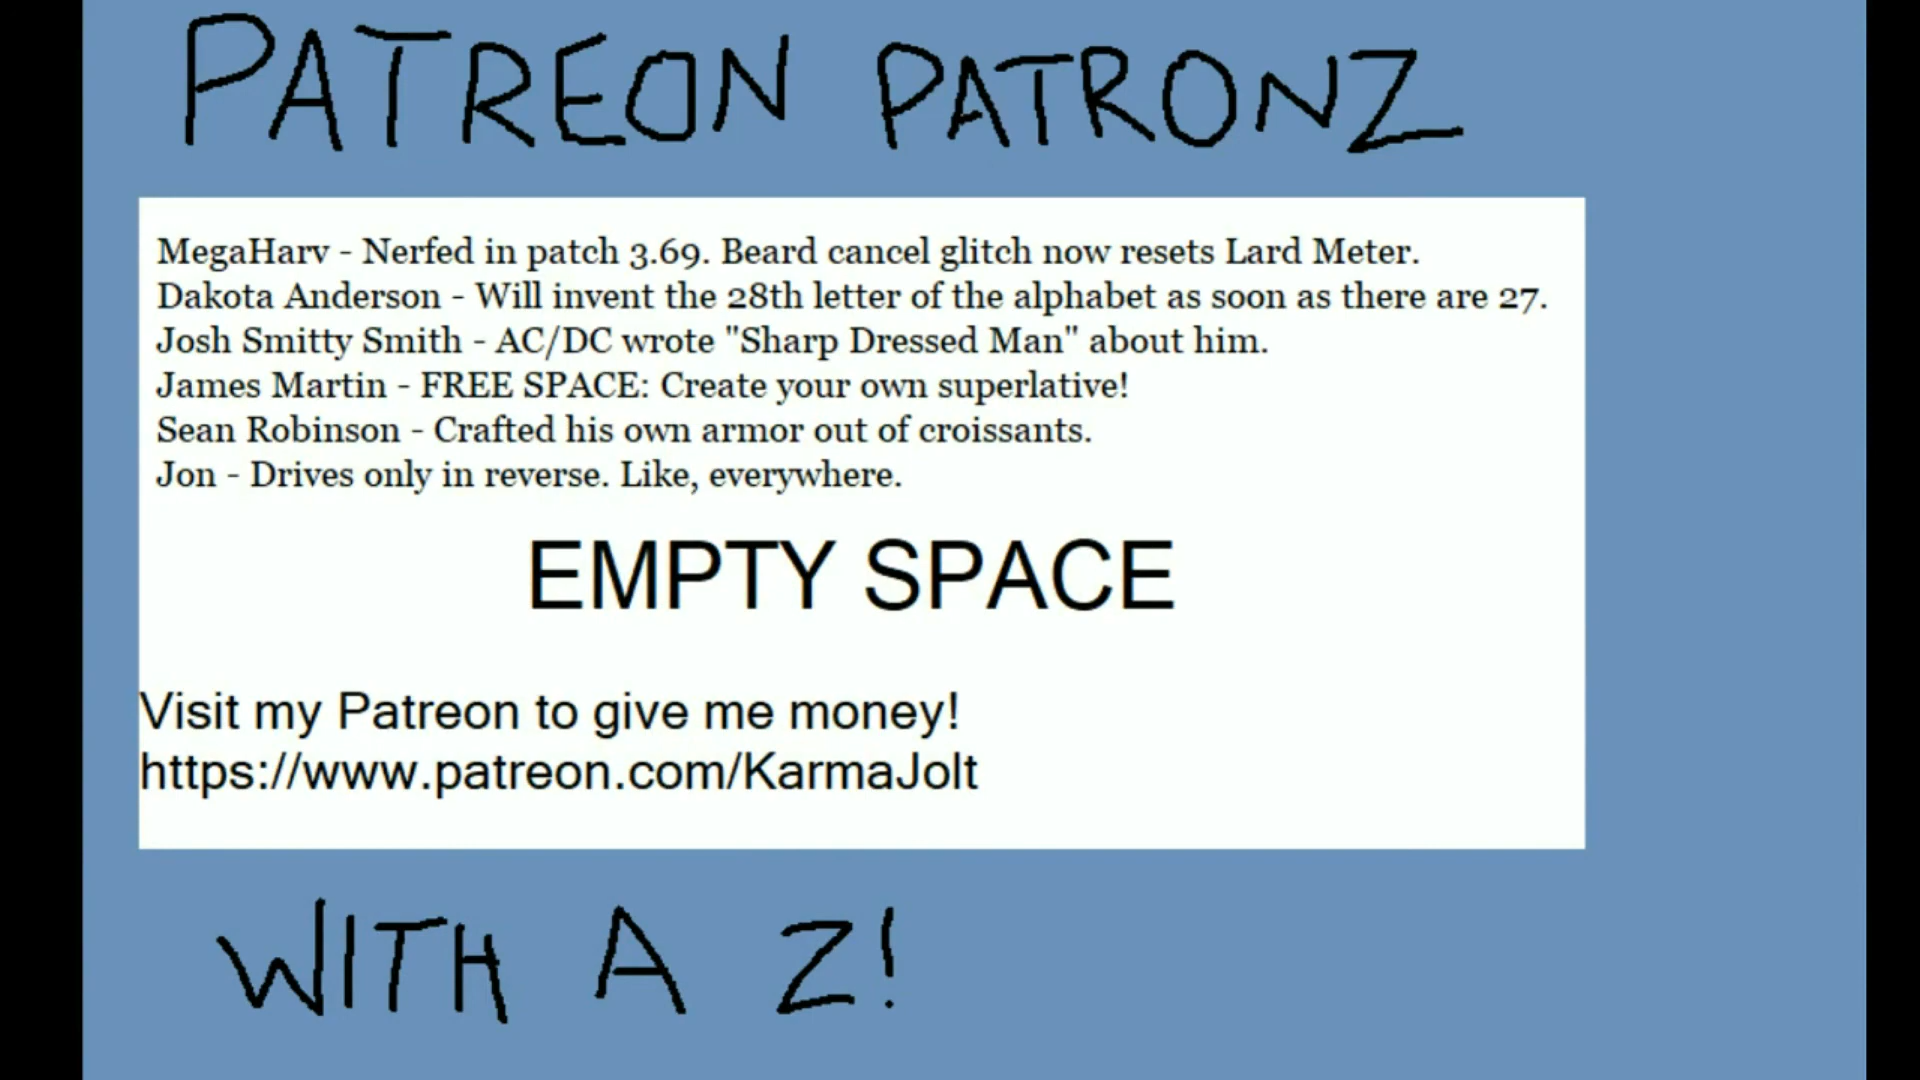 PATREON PATRONZ
MegaHarv - Nerfed in patch 3.69. Beard cancel glitch now resets Lard Meter.
Dakota Anderson - Will invent the 28th letter of the alphabet as soon as there are 27.
Josh Smitty Smith - AC/DC wrote "Sharp Dressed Man" about him.
James Martin - FREE SPACE: Create your own superlative!
Sean Robinson - Crafted his own armor out of croissants.
Jon - Drives only in reverse. Like, everywhere.
EMPTY SPACE
Visit my Patreon to give me money!
https://www.patreon.com/KarmaJolt
WITH A Z!